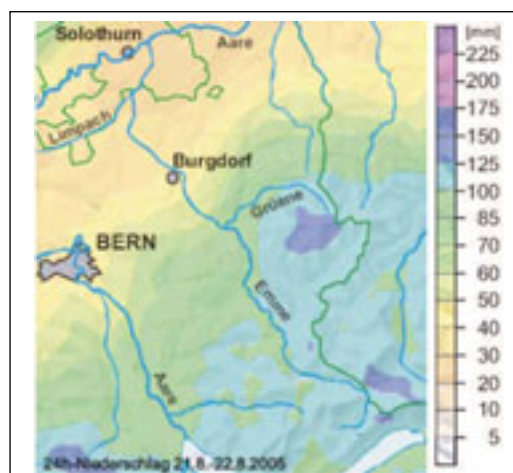 [mm]
Solothurn
Aare
Limpach
Burgdorf
Grüene
BERN
Emme
Aare
24h-Niederschlag 21.8.-22.8.2005
225
200
175
150
125
100
85
70
60
50
40
30
20
10
5